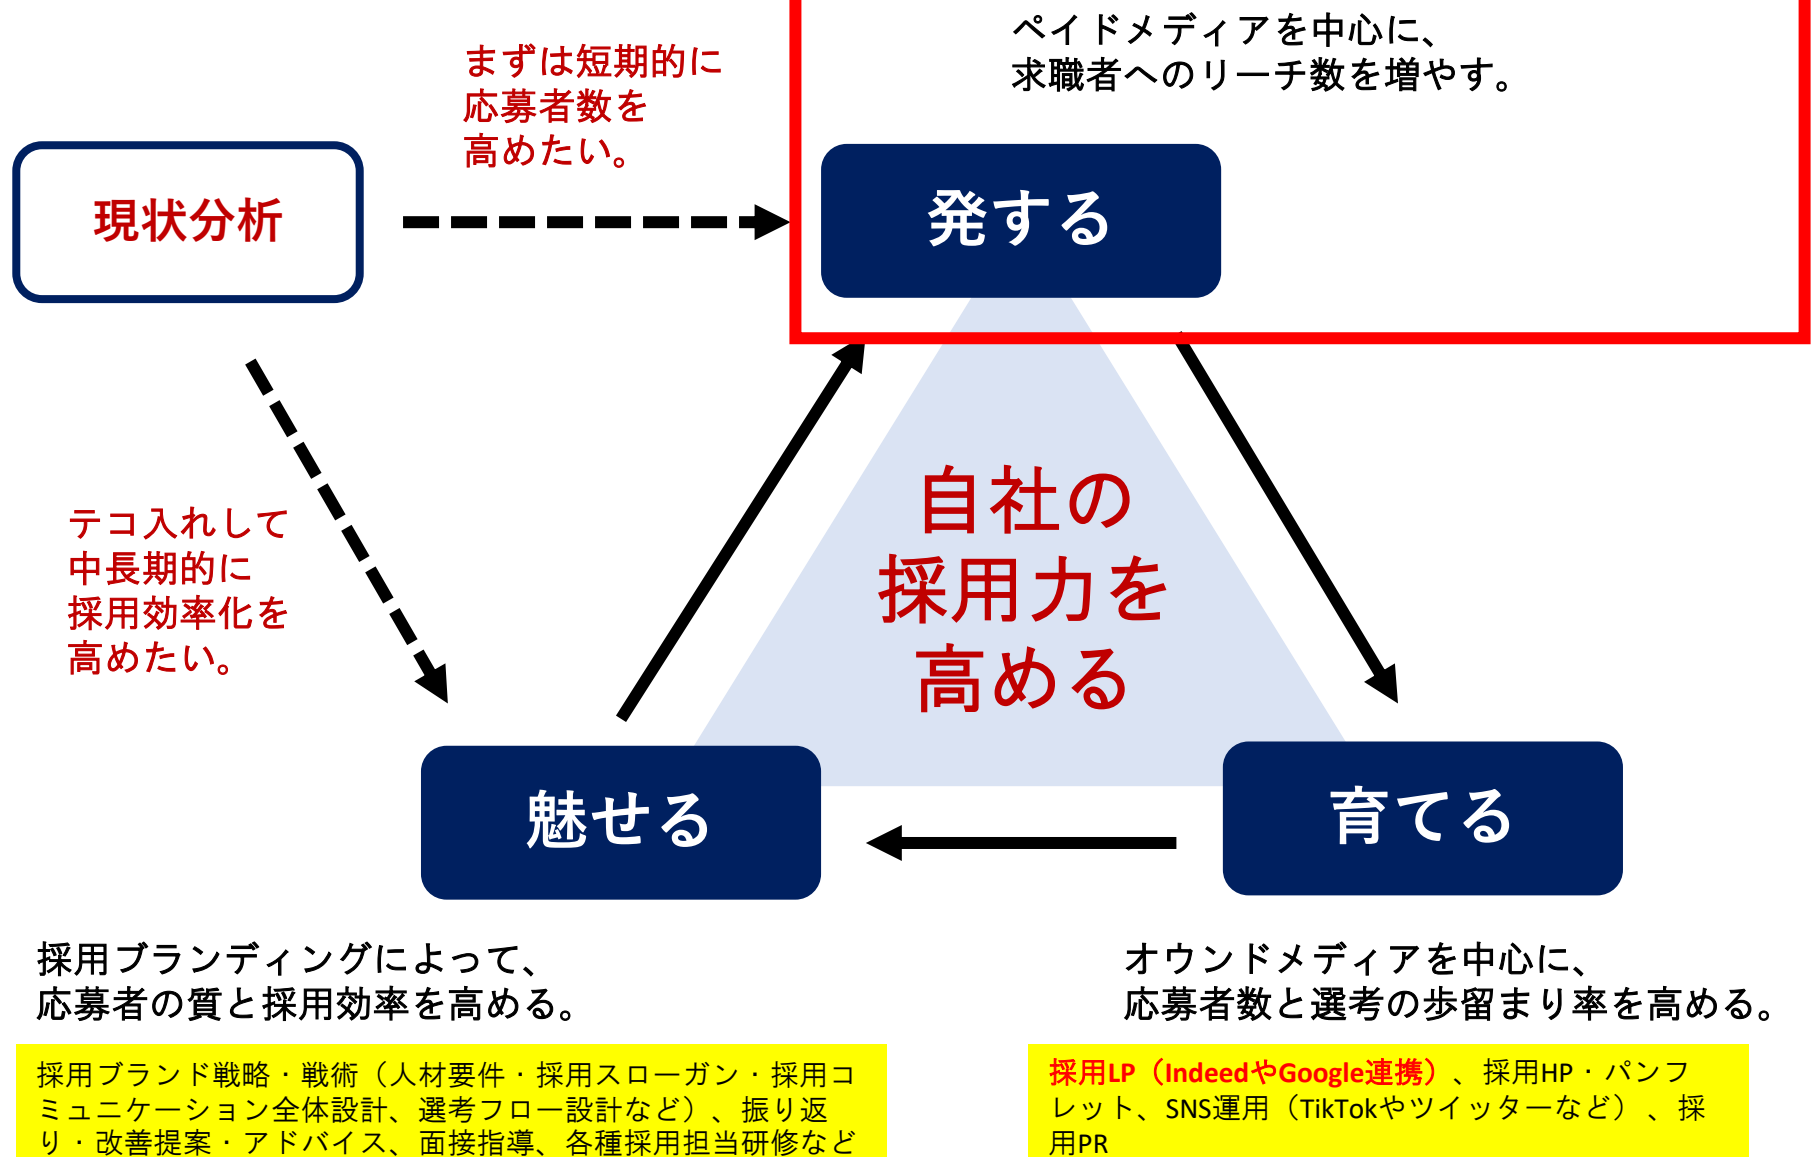 ペイドメディアを中心に、
求職者へのリーチ数を増やす。
まずは短期的に
応募者数を
高めたい。
現状分析
発する
テコ入れして
中長期的に
採用効率化を
高めたい。
自社の
採用力を
高める
魅せる
育てる
採用ブランディングによって、
応募者の質と採用効率を高める。
オウンドメディアを中心に、
応募者数と選考の歩留まり率を高める。
採用ブランド戦略・戦術（人材要件・採用スローガン・採用コ
ミュニケーション全体設計、選考フロー設計など）、振り返
り・改善提案・アドバイス、面接指導、各種採用担当研修など
採用LP（IndeedやGoogle連携）、採用HP・パンフ
レット、SNS運用（TikTokやツイッターなど）、採
用PR